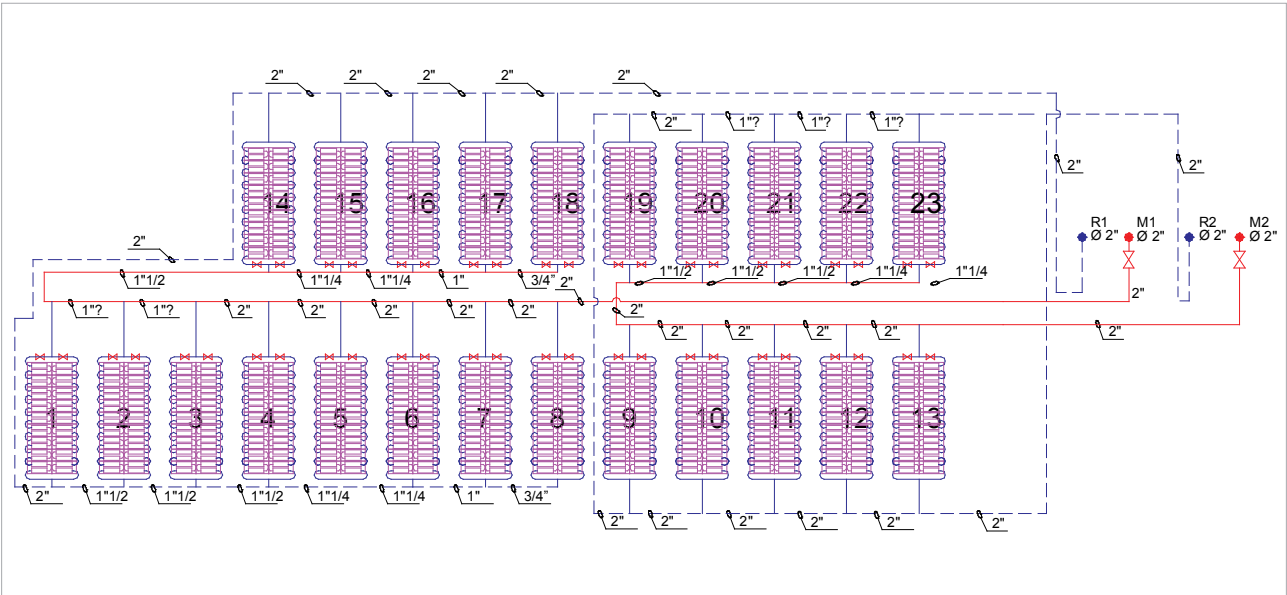 2" 2" 2" 2" 2"
2" 1"? 1"? 1"?
2" 2"
14 15 16 17 18 19 20 21 22 23
R1 M1 R2 M2
Ø 2" Ø 2" Ø 2" Ø 2"
2"
1"1/2 1"1/4 1"1/4 1" 3/4" 1"1/2 1"1/2 1"1/2 1"1/4 1"1/4
2" 2"
1"? 1"? 2" 2" 2" 2" 2" 2"
2" 2" 2" 2" 2"
1 2 3 4 5 6 7 8 9 10 11 12 13
2" 1"1/2 1"1/2 1"1/2 1"1/4 1"1/4 1" 3/4"
2" 2" 2" 2" 2" 2"